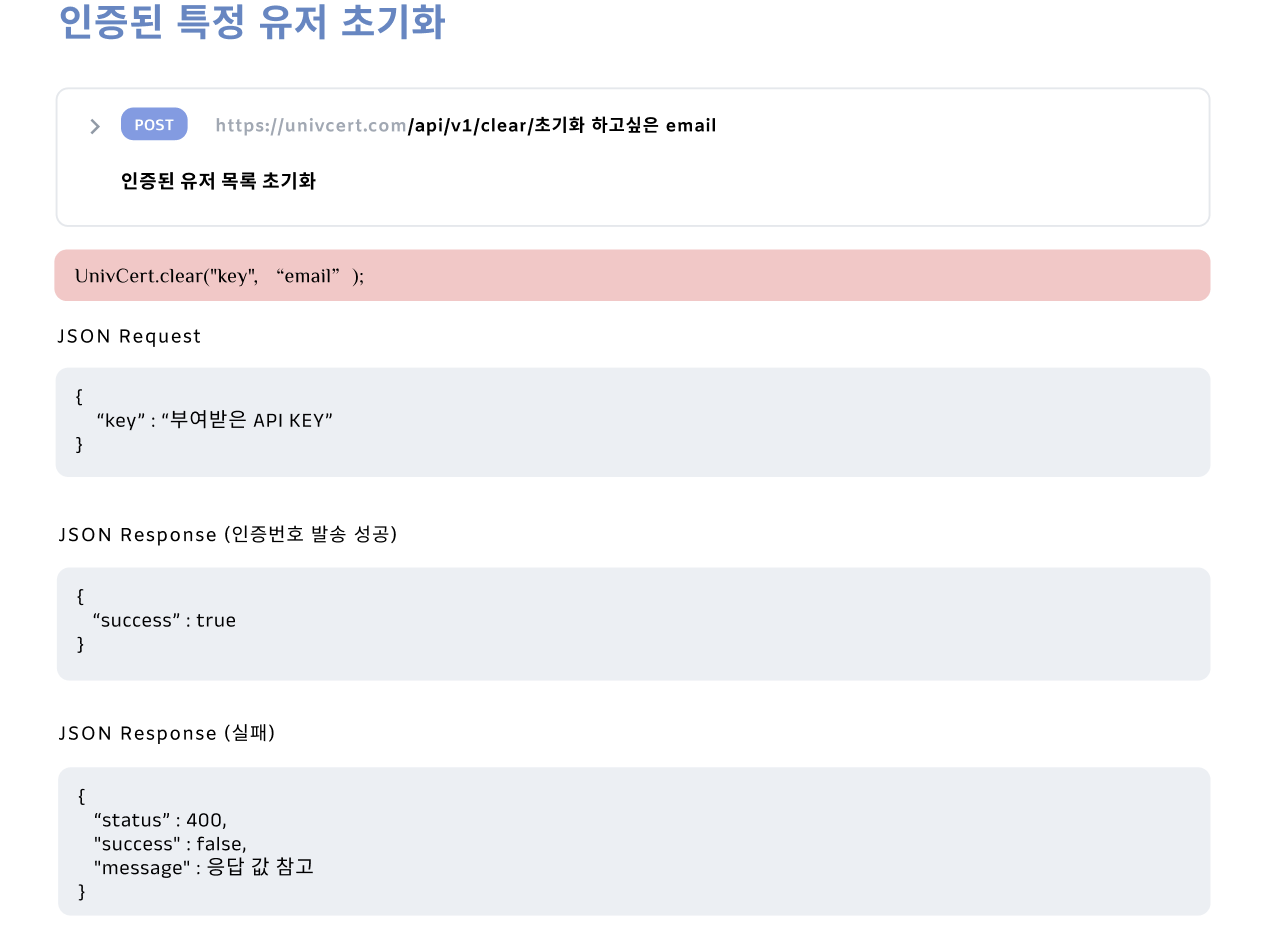 인증된 특정 유저 초기화
POST https://univcert.com/api/v1/clear/초기화 하고싶은 email
인증된 유저 목록 초기화
UnivCert.clear("key", “email” );
JSON Request
{
“key” : “부여받은 API KEY”
}
JSON Response (인증번호 발송 성공)
{
“success” : true
}
JSON Response (실패)
{
“status” : 400,
"success" : false,
"message" : 응답 값 참고
}